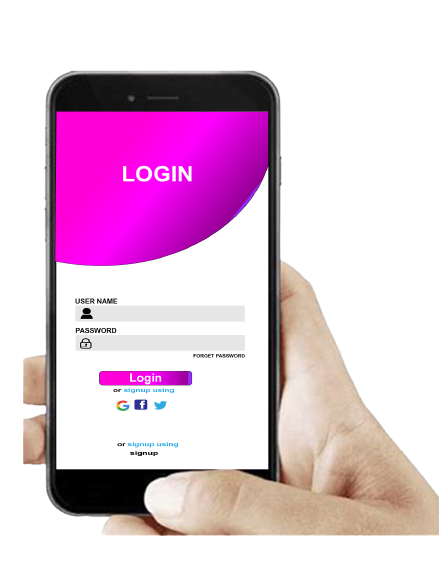 LOGIN
USER NAME
PASSWORD
FORGET PASSWORD
Login
or signup using
or signup using
signup